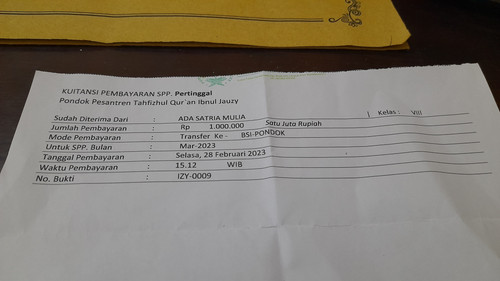 KUITANSI PEMBAYARAN SPP. Pertinggal
Pondok Pesantren Tahfizhul Qur'an Ibnul Jauzy
Sudah Diterima Dari : ADA SATRIA MULIA ) Kelas : VIII
Jumlah Pembayaran : Rp 1.000.000 Satu Juta Rupiah
Mode Pembayaran : Transfer Ke - BSI-PONDOK
Untuk SPP. Bulan : Mar-2023
Tanggal Pembayaran : Selasa, 28 Februari 2023
Waktu Pembayaran : 15.12 WIB
No. Bukti : IZY-0009